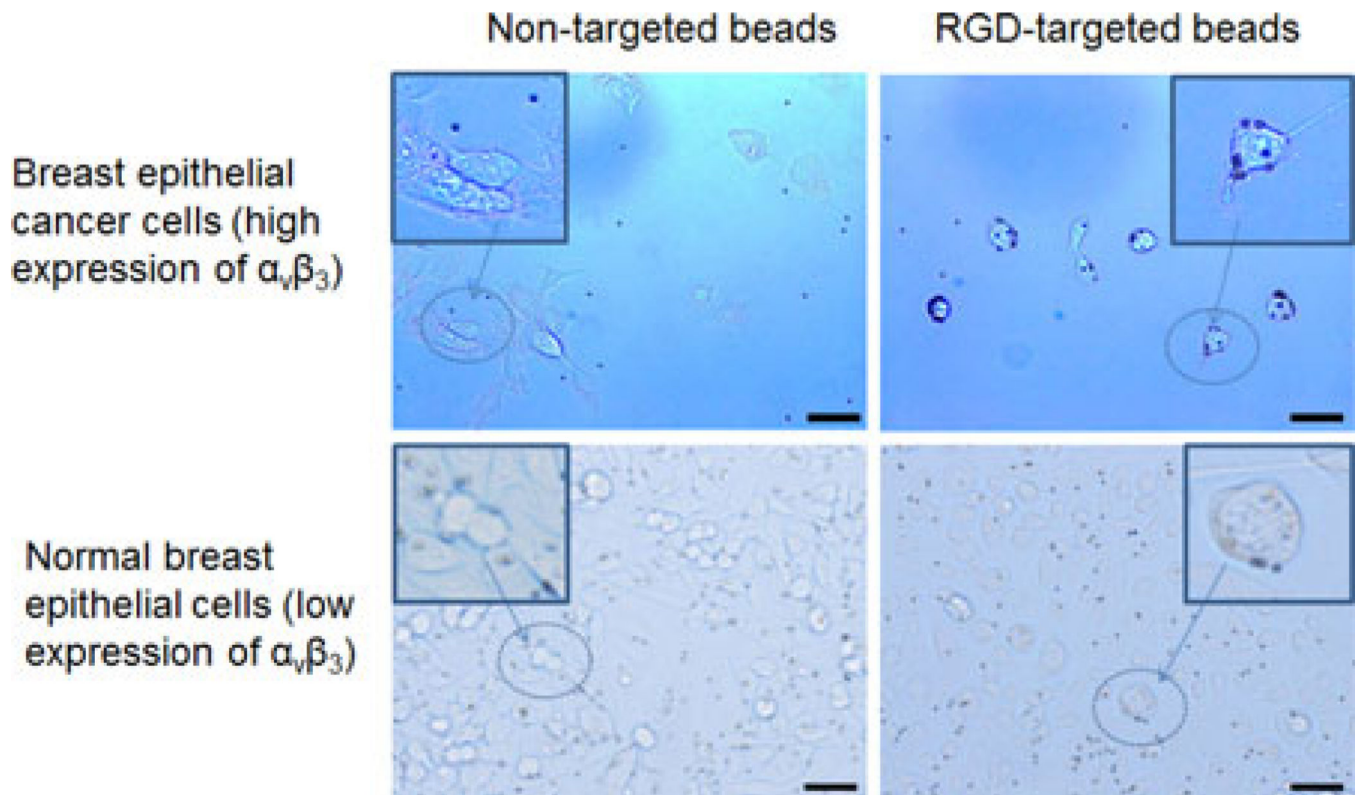 Non-targeted beads
RGD-targeted beads
Breast epithelial
cancer cells (high
expression of αᵥβ₃)
Normal breast
epithelial cells (low
expression of αᵥβ₃)